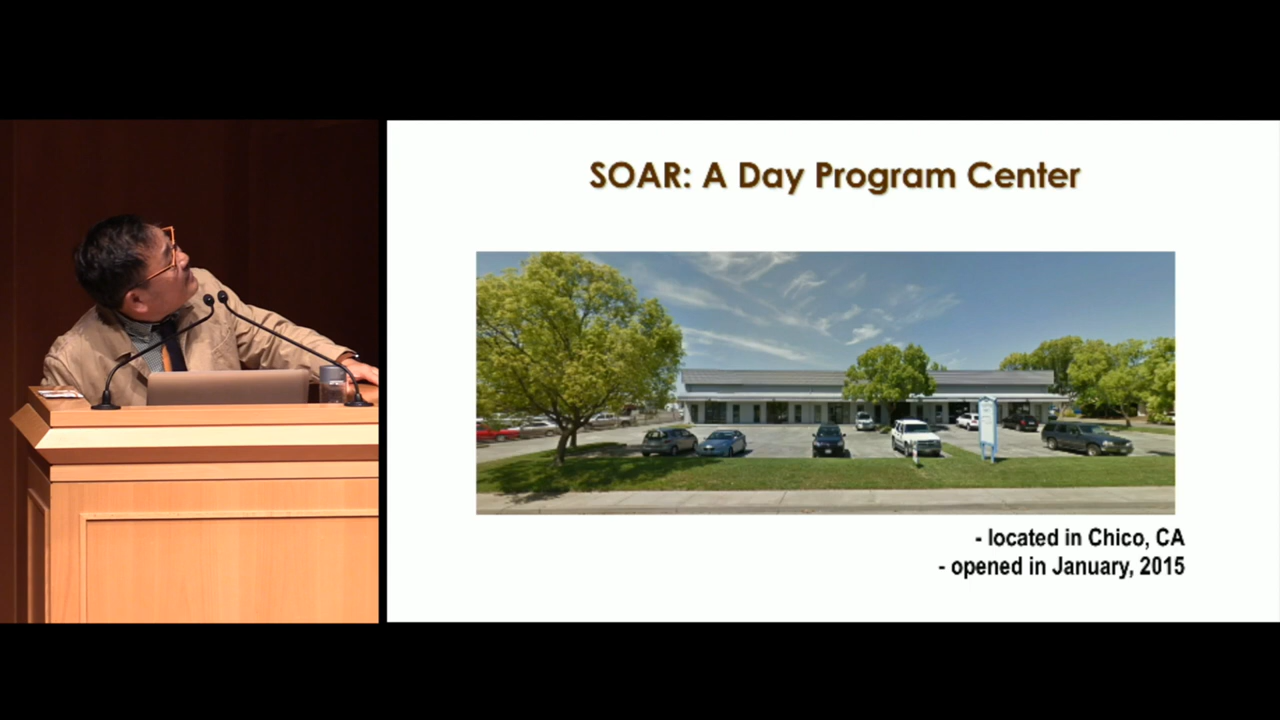 SOAR: A Day Program Center
- located in Chico, CA
- opened in January, 2015